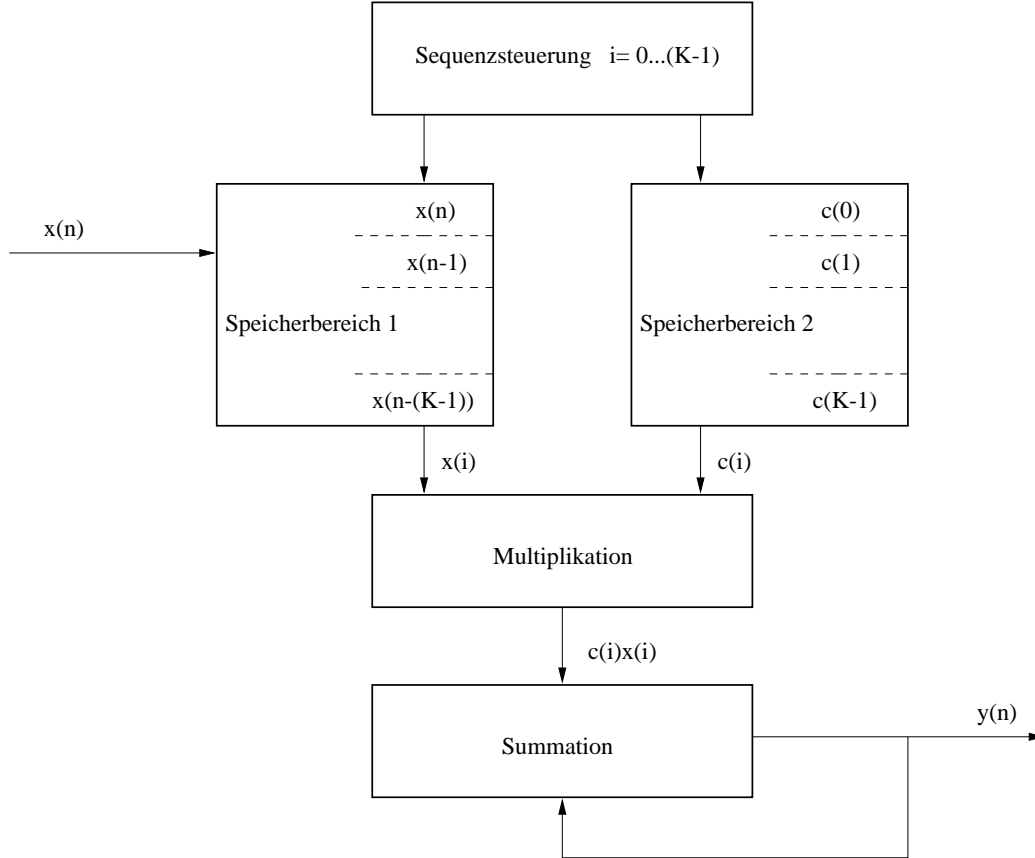 Sequenzsteuerung i= 0...(K-1)
x(n)
x(n)
x(n-1)
Speicherbereich 1
x(n-(K-1))
c(0)
c(1)
Speicherbereich 2
c(K-1)
x(i)
c(i)
Multiplikation
c(i)x(i)
Summation
y(n)